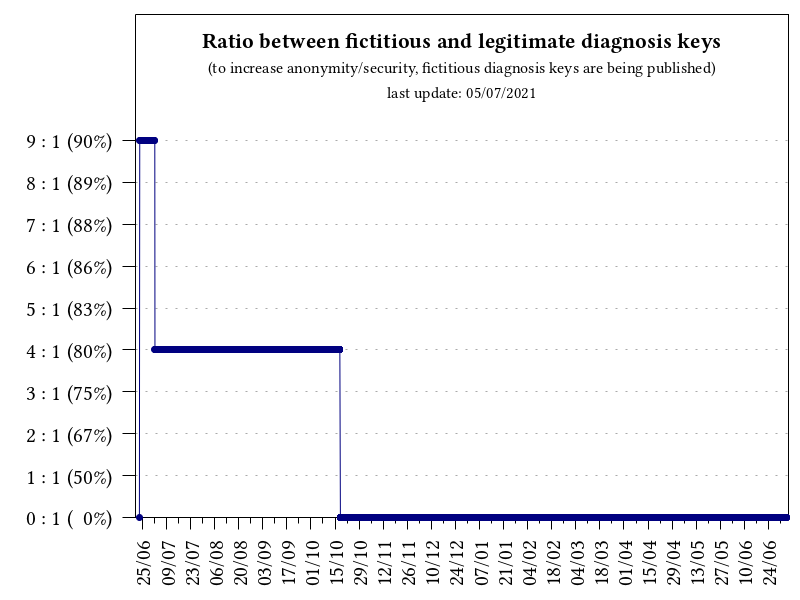 Ratio between fictitious and legitimate diagnosis keys
(to increase anonymity/security, fictitious diagnosis keys are being published)
last update: 05/07/2021
9 : 1 (90%)
8 : 1 (89%)
7 : 1 (88%)
6 : 1 (86%)
5 : 1 (83%)
4 : 1 (80%)
3 : 1 (75%)
2 : 1 (67%)
1 : 1 (50%)
0 : 1 (  0%)
25/06
09/07
23/07
06/08
20/08
03/09
17/09
01/10
15/10
29/10
12/11
26/11
10/12
24/12
07/01
21/01
04/02
18/02
04/03
18/03
01/04
15/04
29/04
13/05
27/05
10/06
24/06